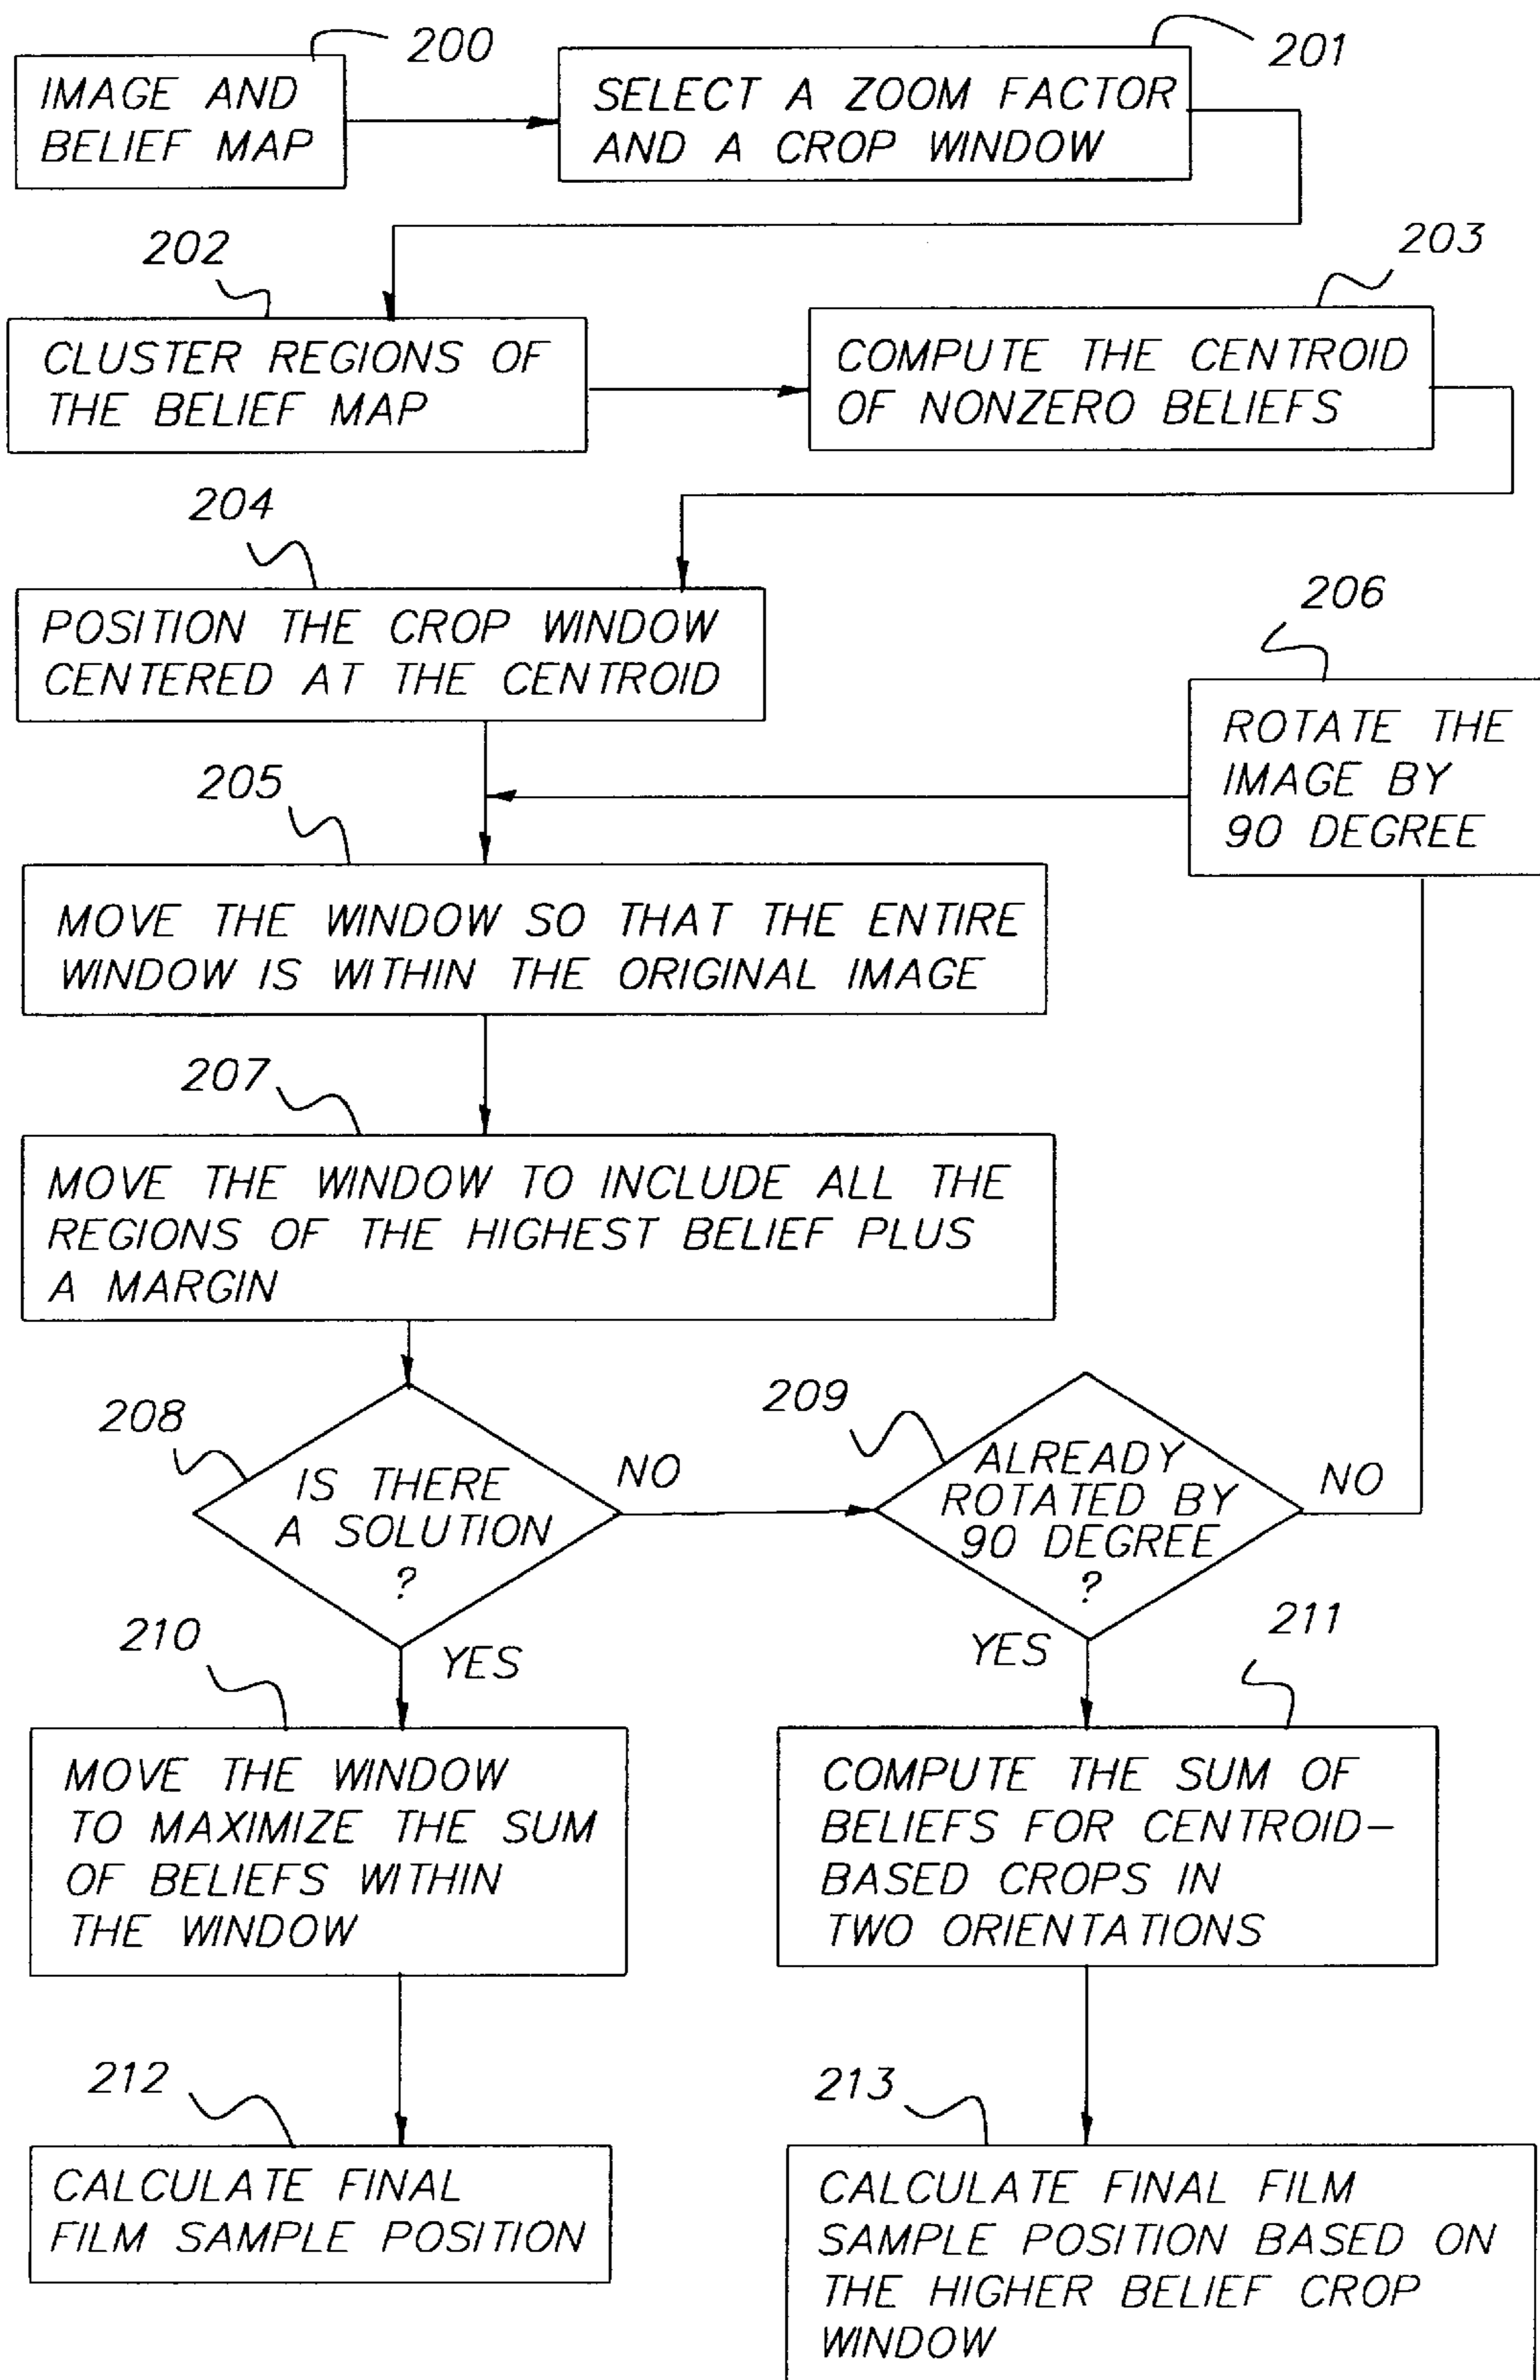 200
IMAGE AND
BELIEF MAP
201
SELECT A ZOOM FACTOR
AND A CROP WINDOW
202
CLUSTER REGIONS OF
THE BELIEF MAP
203
COMPUTE THE CENTROID
OF NONZERO BELIEFS
204
POSITION THE CROP WINDOW
CENTERED AT THE CENTROID
206
ROTATE THE
IMAGE BY
90 DEGREE
205
MOVE THE WINDOW SO THAT THE ENTIRE
WINDOW IS WITHIN THE ORIGINAL IMAGE
207
MOVE THE WINDOW TO INCLUDE ALL THE
REGIONS OF THE HIGHEST BELIEF PLUS
A MARGIN
208
IS THERE
A SOLUTION
?
NO
YES
209
ALREADY
ROTATED BY
90 DEGREE
?
NO
YES
210
MOVE THE WINDOW
TO MAXIMIZE THE SUM
OF BELIEFS WITHIN
THE WINDOW
211
COMPUTE THE SUM OF
BELIEFS FOR CENTROID-
BASED CROPS IN
TWO ORIENTATIONS
212
CALCULATE FINAL
FILM SAMPLE POSITION
213
CALCULATE FINAL FILM
SAMPLE POSITION BASED ON
THE HIGHER BELIEF CROP
WINDOW